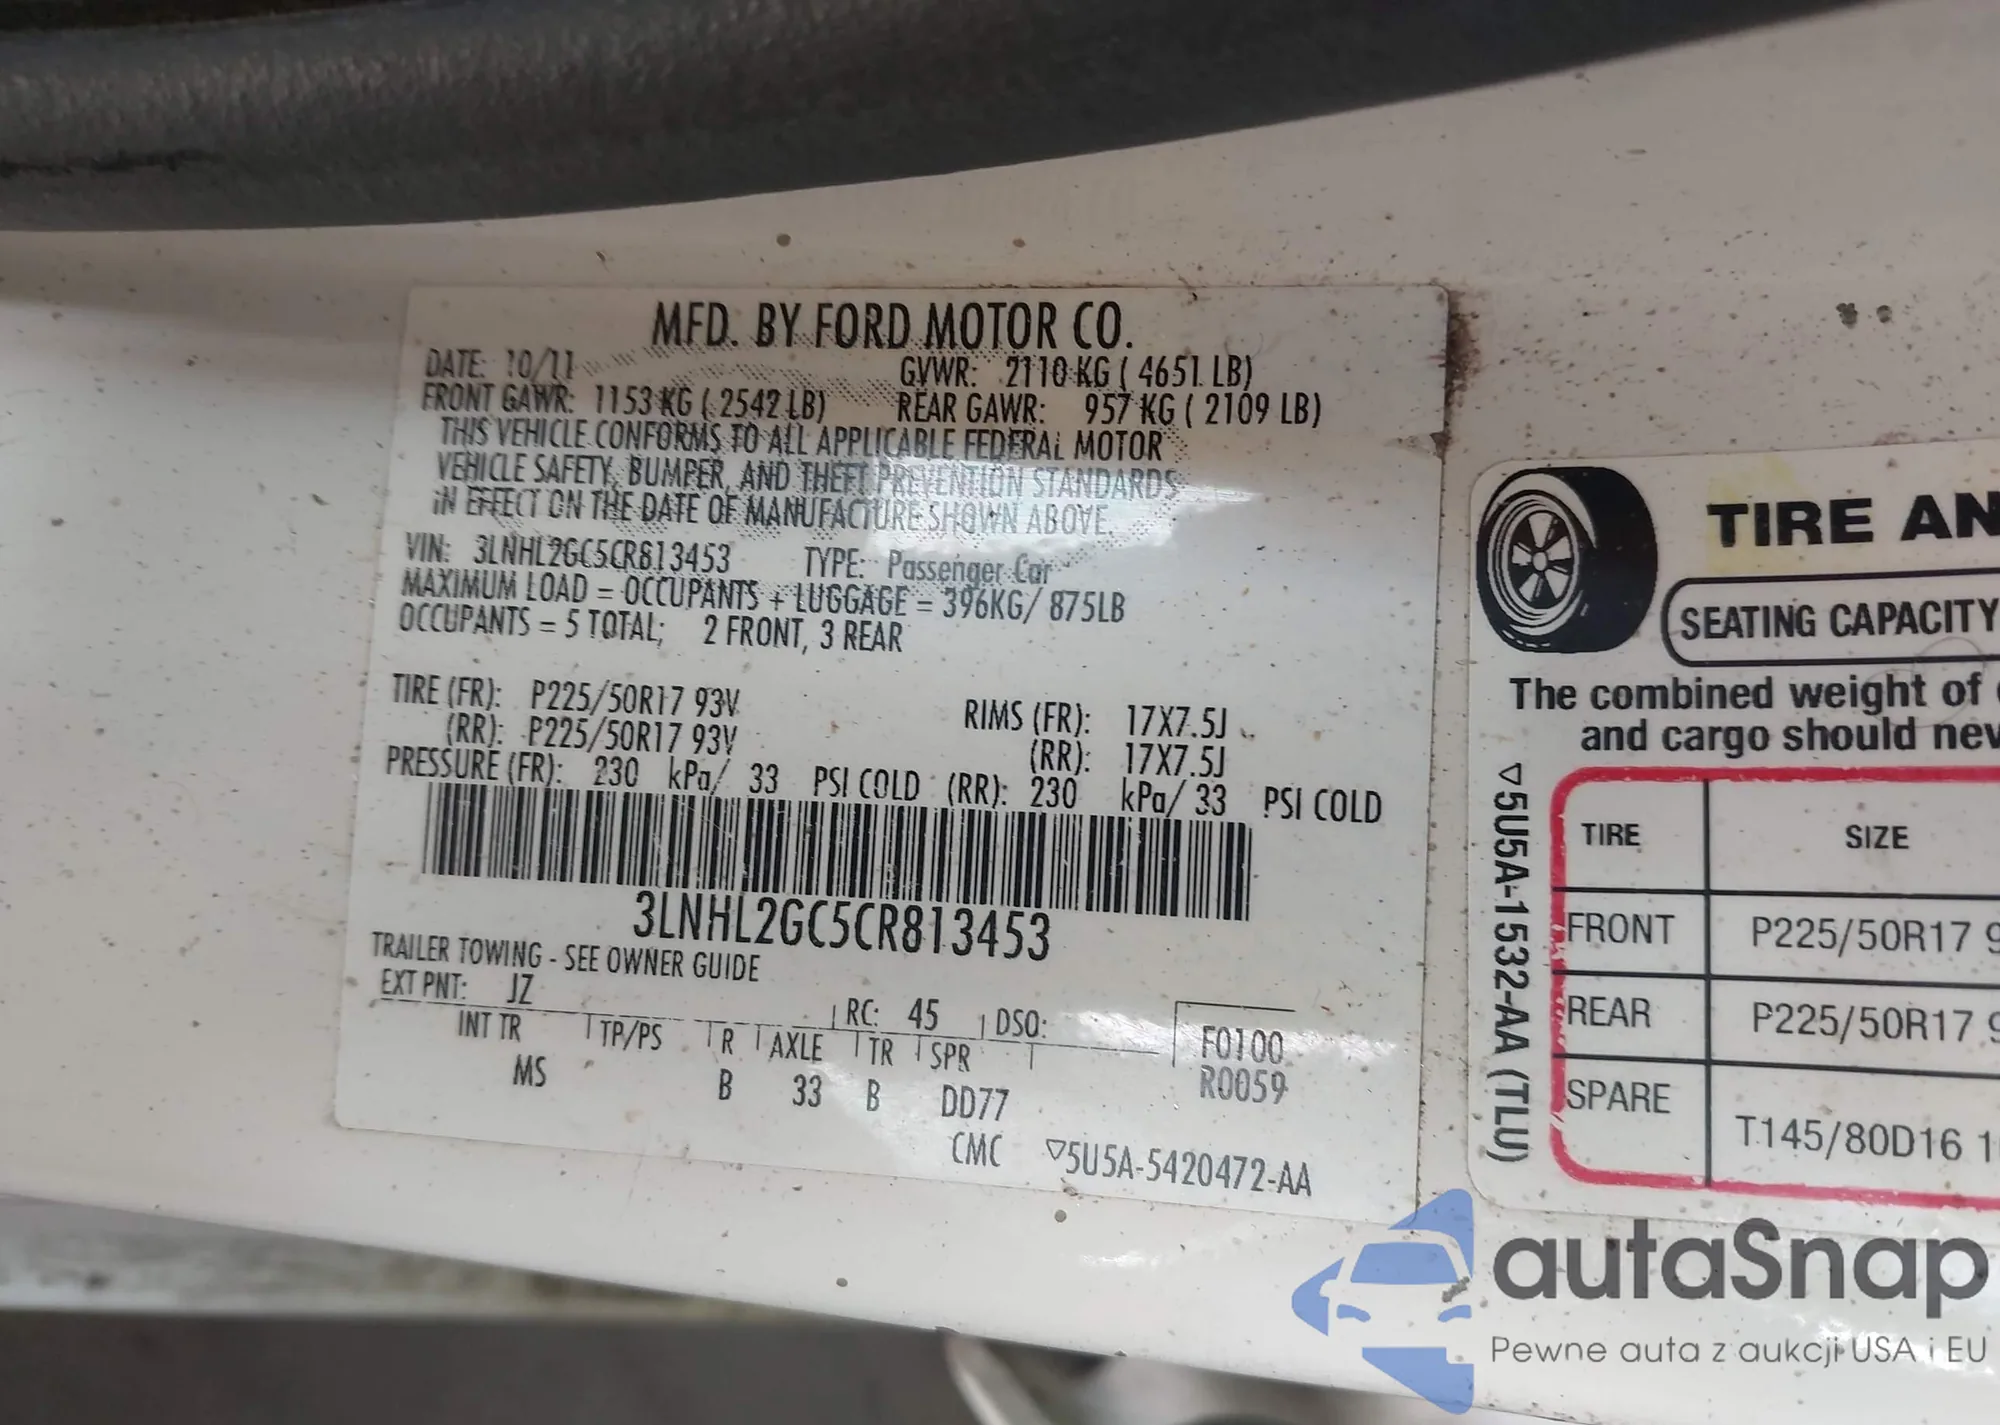 MFD. BY FORD MOTOR CO.
DATE: 10/11 GVWR: 2110 KG ( 4651 LB)
FRONT GAWR: 1153 KG ( 2542 LB) REAR GAWR: 957 KG ( 2109 LB)
THIS VEHICLE CONFORMS TO ALL APPLICABLE FEDERAL MOTOR
VEHICLE SAFETY, BUMPER, AND THEFT PREVENTION STANDARDS
IN EFFECT ON THE DATE OF MANUFACTURE SHOWN ABOVE.
VIN: 3LNHL2GC5CR813453 TYPE: Passenger Car
MAXIMUM LOAD = OCCUPANTS + LUGGAGE = 396KG/ 875LB
OCCUPANTS = 5 TOTAL; 2 FRONT, 3 REAR
TIRE (FR): P225/50R17 93V RIMS (FR): 17X7.5J
(RR): P225/50R17 93V (RR): 17X7.5J
PRESSURE (FR): 230 kPa/ 33 PSI COLD (RR): 230 kPa/ 33 PSI COLD
3LNHL2GC5CR813453
TRAILER TOWING - SEE OWNER GUIDE
EXT PNT: JZ RC: 45 DSO:
INT TR TP/PS R AXLE TR SPR F0100
MS B 33 B DD77 R0059
CMC ▽5U5A-5420472-AA
TIRE AN
SEATING CAPACITY
The combined weight of
and cargo should nev
▽5U5A-1532-AA (TLU)
TIRE SIZE
FRONT P225/50R17 9
REAR P225/50R17 9
SPARE T145/80D16 1
autaSnap
Pewne auta z aukcji USA i EU